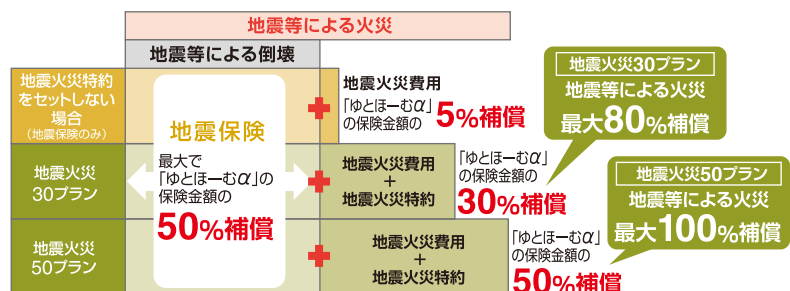 地震等による火災
地震等による倒壊
地震火災特約
をセットしない
場合
（地震保険のみ）
地震保険
最大で
「ゆとほーむα」の
保険金額の
50%補償
地震火災費用
「ゆとほーむα」
の保険金額の
5%補償
地震火災
30プラン
地震火災費用
+
地震火災特約
「ゆとほーむα」
の保険金額の
30%補償
地震火災
50プラン
地震火災費用
+
地震火災特約
「ゆとほーむα」
の保険金額の
50%補償
地震火災30プラン
地震等による火災
最大80%補償
地震火災50プラン
地震等による火災
最大100%補償